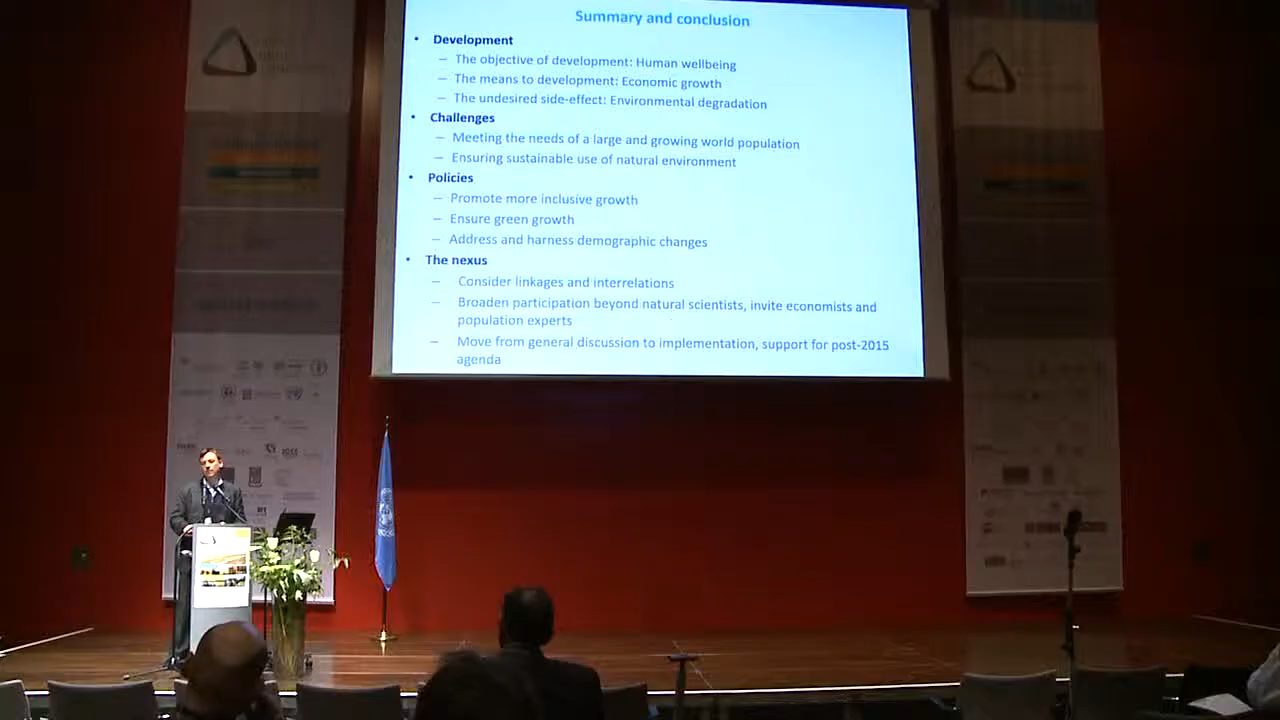 Summary and conclusion
• Development
– The objective of development: Human wellbeing
– The means to development: Economic growth
– The undesired side-effect: Environmental degradation
• Challenges
– Meeting the needs of a large and growing world population
– Ensuring sustainable use of natural environment
• Policies
– Promote more inclusive growth
– Ensure green growth
– Address and harness demographic changes
• The nexus
– Consider linkages and interrelations
– Broaden participation beyond natural scientists, invite economists and
population experts
– Move from general discussion to implementation, support for post-2015
agenda